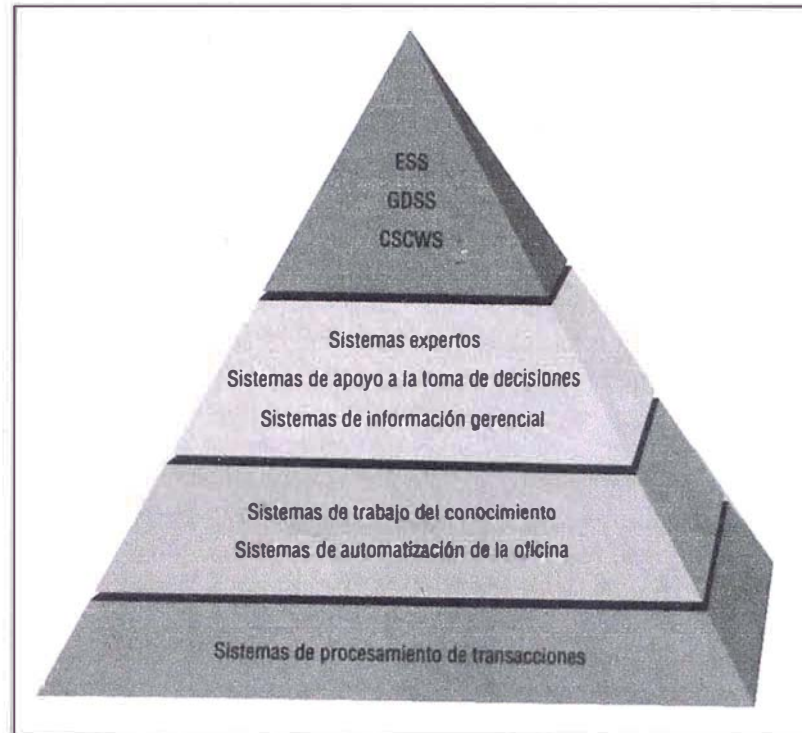 ESS
GDSS
CSCWS
Sistemas expertos
Sistemas de apoyo a la toma de decisiones
Sistemas de información gerencial
Sistemas de trabajo del conocimiento
Sistemas de automatización de la oficina
Sistemas de procesamiento de transacciones